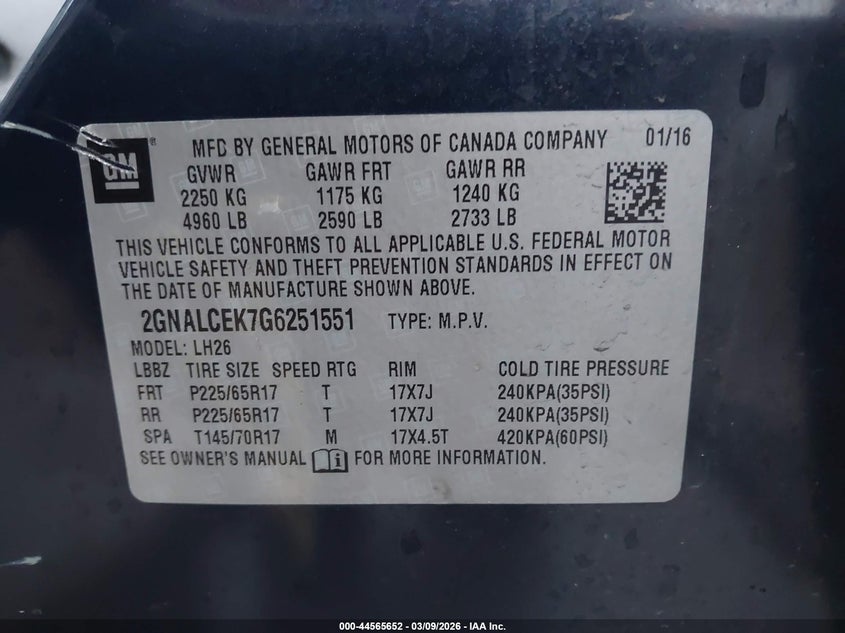 GM ® MFD BY GENERAL MOTORS OF CANADA COMPANY 01/16
GVWR GAWR FRT GAWR RR
2250 KG 1175 KG 1240 KG
4960 LB 2590 LB 2733 LB
THIS VEHICLE CONFORMS TO ALL APPLICABLE U.S. FEDERAL MOTOR
VEHICLE SAFETY AND THEFT PREVENTION STANDARDS IN EFFECT ON
THE DATE OF MANUFACTURE SHOWN ABOVE.
2GNALCEK7G6251551 TYPE: M.P.V.
MODEL: LH26
LBBZ TIRE SIZE SPEED RTG RIM COLD TIRE PRESSURE
FRT P225/65R17 T 17X7J 240KPA(35PSI)
RR P225/65R17 T 17X7J 240KPA(35PSI)
SPA T145/70R17 M 17X4.5T 420KPA(60PSI)
SEE OWNER'S MANUAL i FOR MORE INFORMATION.
000-44565652 | 03/09/2026 - IAA Inc.